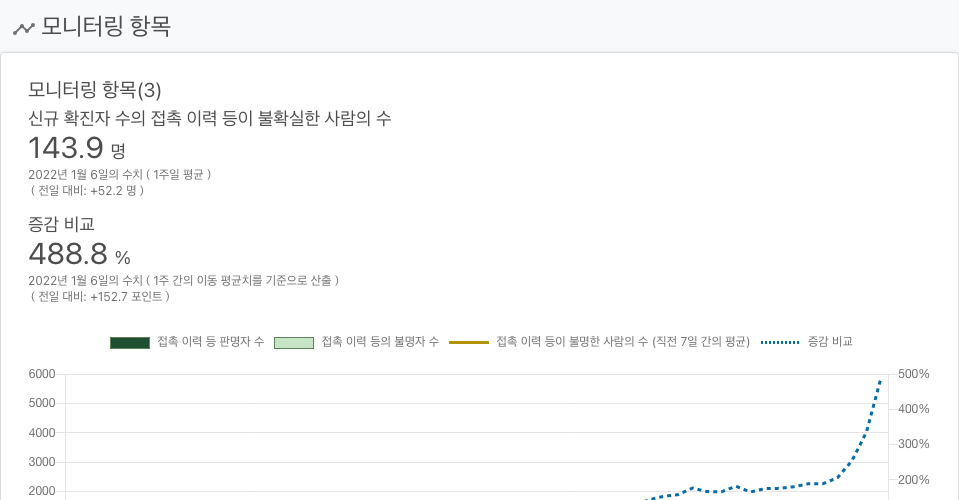 모니터링 항목
모니터링 항목(3)
신규 확진자 수의 접촉 이력 등이 불확실한 사람의 수
143.9 명
2022년 1월 6일의 수치 ( 1주일 평균 )
( 전일 대비: +52.2 명 )
증감 비교
488.8 %
2022년 1월 6일의 수치 ( 1주 간의 이동 평균치를 기준으로 산출 )
( 전일 대비: +152.7 포인트 )
접촉 이력 등 판명자 수 접촉 이력 등의 불명자 수 접촉 이력 등이 불명한 사람의 수 (직전 7일 간의 평균) 증감 비교
6000 500%
5000 400%
4000 300%
3000 200%
2000